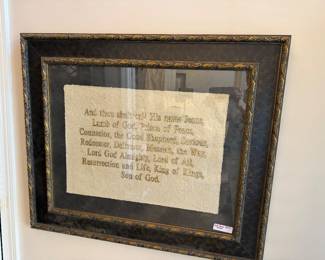 And thou shalt call His name Jesus,
Lamb of God, Prince of Peace,
Counselor, the Good Shepherd, Saviour,
Redeemer, Deliverer, Messiah, the Way,
Lord God Almighty, Lord of All,
Resurrection and Life, King of Kings,
Son of God.